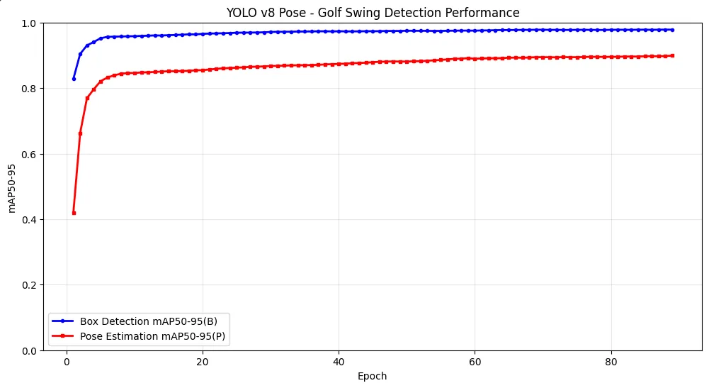 YOLO v8 Pose - Golf Swing Detection Performance
1.0
0.8
0.6
0.4
0.2
0.0
mAP50-95
Box Detection mAP50-95(B)
Pose Estimation mAP50-95(P)
0 20 40 60 80
Epoch